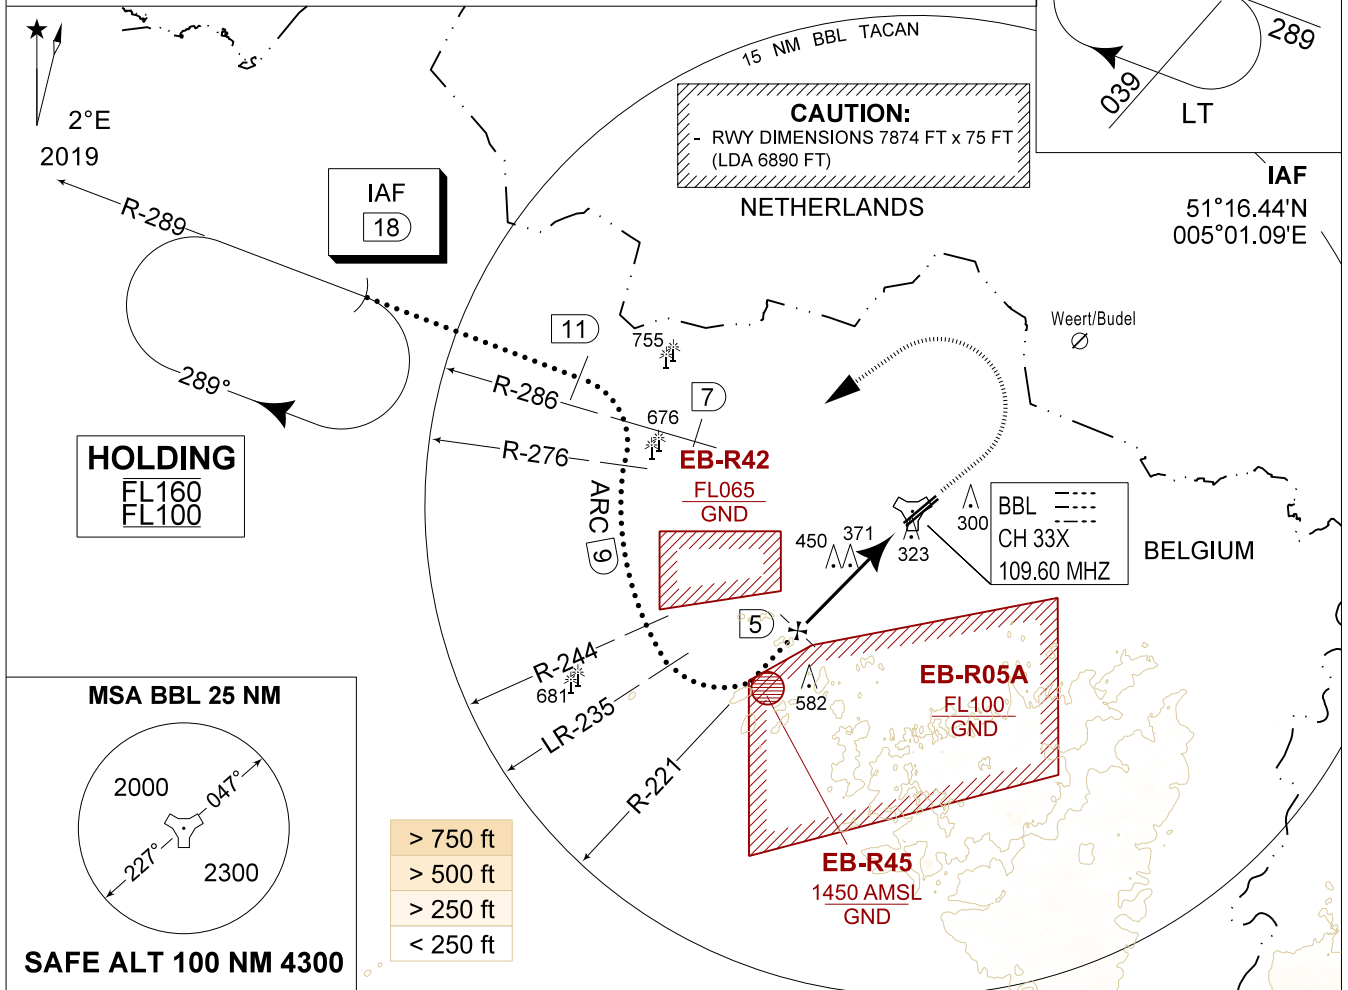 15 NM BBL TACAN
289
039
LT
2°E
2019
CAUTION:
- RWY DIMENSIONS 7874 FT x 75 FT
(LDA 6890 FT)
NETHERLANDS
IAF
18
IAF
51°16.44'N
005°01.09'E
R-289
289°
HOLDING
FL160
FL100
11
755
Weert/Budel
R-286
7
676
R-276
EB-R42
FL065
GND
ARC 9
450
371
323
300
BBL
CH 33X
109.60 MHZ
BELGIUM
5
R-244
681
LR-235
R-221
582
EB-R05A
FL100
GND
EB-R45
1450 AMSL
GND
MSA BBL 25 NM
2000
047°
227°
2300
SAFE ALT 100 NM 4300
> 750 ft
> 500 ft
> 250 ft
< 250 ft